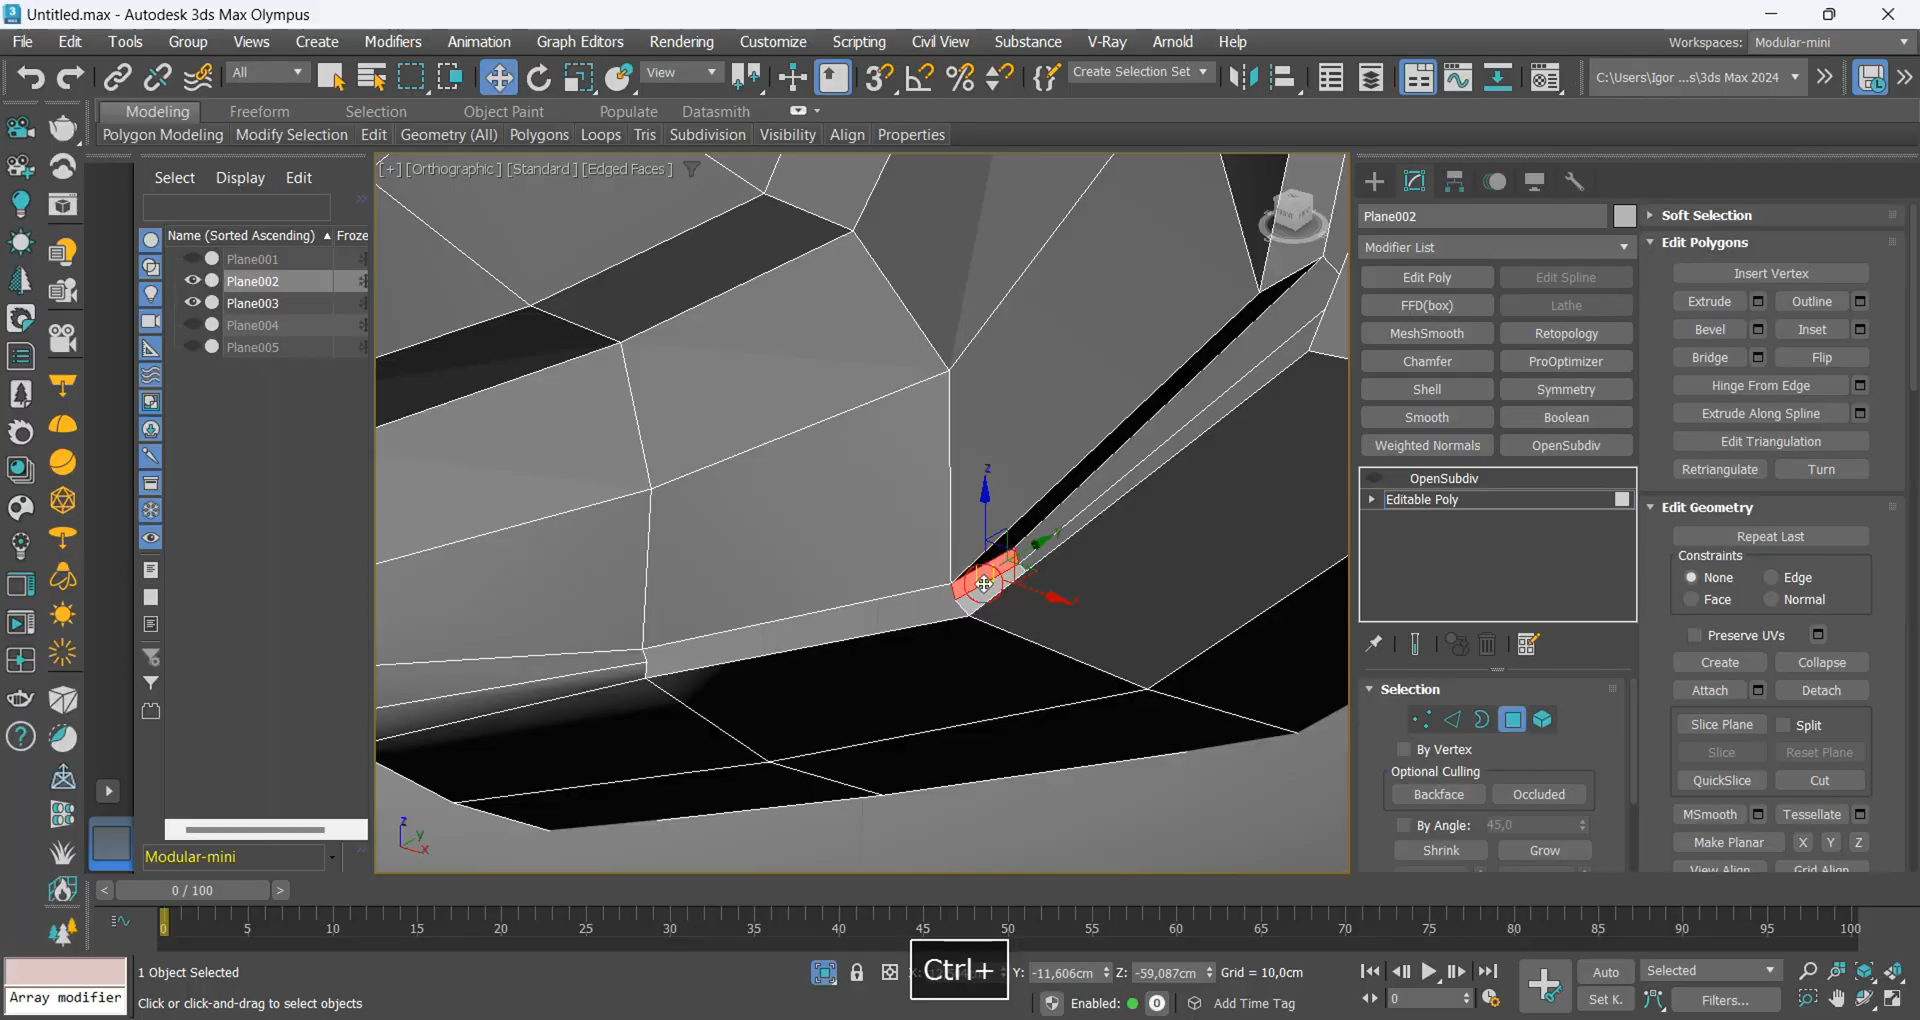 Untitled.max - Autodesk 3ds Max Olympus
File Edit Tools Group Views Create Modifiers Animation Graph Editors Rendering Customize Scripting Civil View Substance V-Ray Arnold Help
Workspaces: Modular-mini
All View Create Selection Set C:\Users\Igor ...s\3ds Max 2024
Modeling Freeform Selection Object Paint Populate Datasmith
Polygon Modeling Modify Selection Edit Geometry (All) Polygons Loops Tris Subdivision Visibility Align Properties
Select Display Edit
Name (Sorted Ascending) Froze
Plane001
Plane002
Plane003
Plane004
Plane005
Modular-mini
[+] [Orthographic] [Standard] [Edged Faces]
z
z
y
x
Plane002
Modifier List
Edit Poly Edit Spline
FFD(box) Lathe
MeshSmooth Retopology
Chamfer ProOptimizer
Shell Symmetry
Smooth Boolean
Weighted Normals OpenSubdiv
OpenSubdiv
Editable Poly
Selection
By Vertex
Optional Culling
Backface Occluded
By Angle: 45,0
Shrink Grow
Soft Selection
Edit Polygons
Insert Vertex
Extrude Outline
Bevel Inset
Bridge Flip
Hinge From Edge
Extrude Along Spline
Edit Triangulation
Retriangulate Turn
Edit Geometry
Repeat Last
Constraints
None Edge
Face Normal
Preserve UVs
Create Collapse
Attach Detach
Slice Plane Split
Slice Reset Plane
QuickSlice Cut
MSmooth Tessellate
Make Planar X Y Z
View Align Grid Align
< 0 / 100 >
0 5 10 15 20 25 30 35 40 45 50 55 60 65 70 75 80 85 90 95 100
Array modifier
1 Object Selected
Click or click-and-drag to select objects
Ctrl+
X: Y: -11,606cm Z: -59,087cm Grid = 10,0cm
Enabled: 0 Add Time Tag
0
Auto Selected
Set K. Filters...